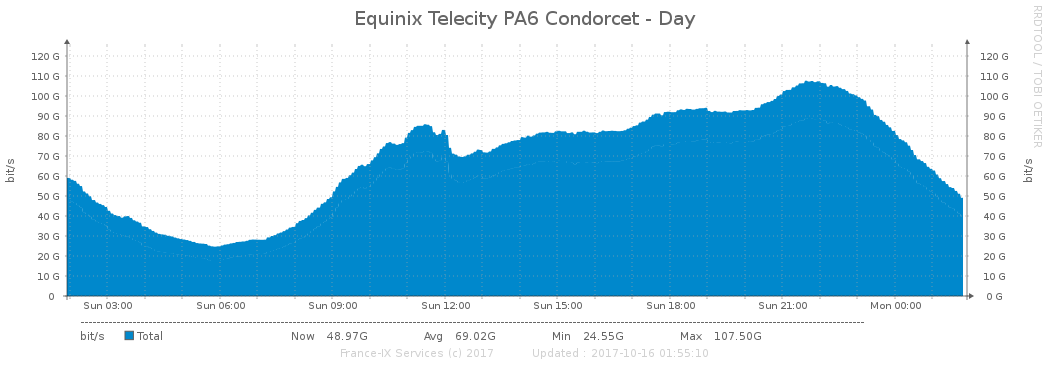 Equinix Telecity PA6 Condorcet - Day
RRDTOOL / TOBI OETIKER
bit/s
120 G 120 G
110 G 110 G
100 G 100 G
90 G 90 G
80 G 80 G
70 G 70 G
60 G 60 G
50 G 50 G
40 G 40 G
30 G 30 G
20 G 20 G
10 G 10 G
0 0 G
bit/s
Sun 03:00 Sun 06:00 Sun 09:00 Sun 12:00 Sun 15:00 Sun 18:00 Sun 21:00 Mon 00:00
bit/s Total Now 48.97G Avg 69.02G Min 24.55G Max 107.50G
France-IX Services (c) 2017 Updated : 2017-10-16 01:55:10